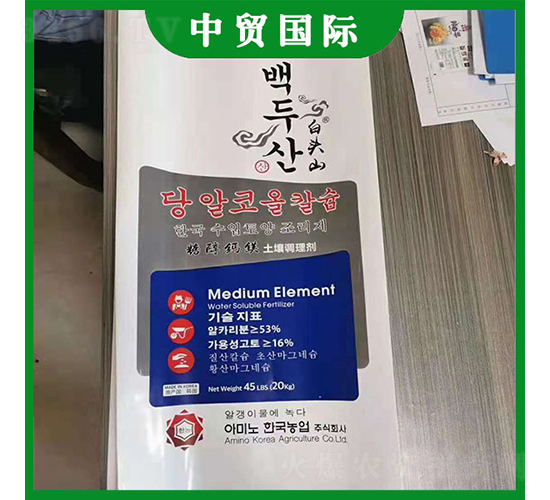 中贸国际
백두산
白头山
당알코올칼슘
한국 수입토양 조리제
糖醇钙镁 土壤调理剂
Medium Element
Water Soluble Fertilizer
기술 지표
알카리분≥53%
가용성고토≥16%
질산칼슘 초산마그네슘
황산마그네슘
MADE IN KOREA
原产国:韩国
Net Weight 45 LBS (20Kg)
알갱이물에 녹다
아미노 한국농업 주식회사
Amino Korea Agriculture Co.Ltd.